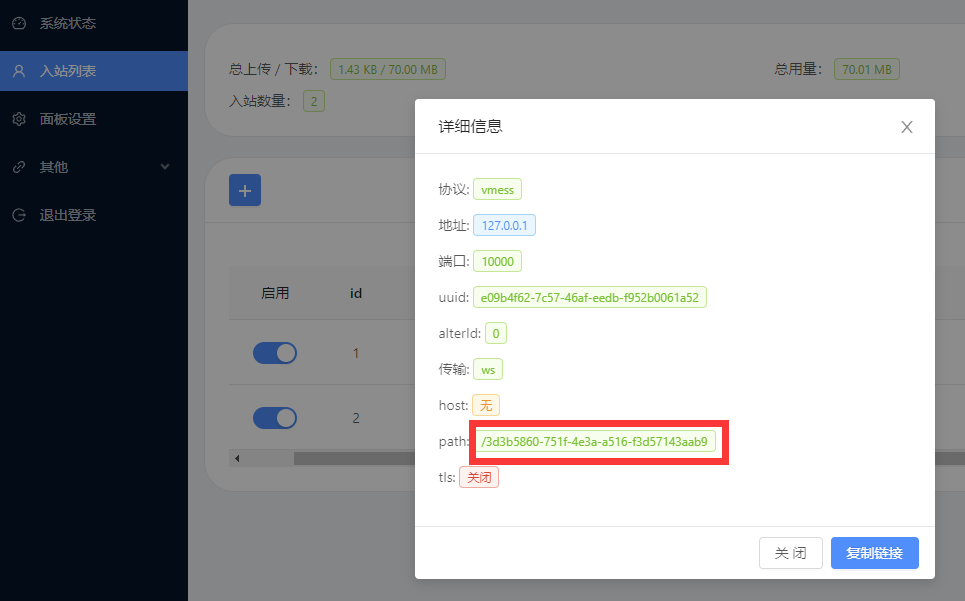 系统状态
入站列表
面板设置
其他
退出登录
总上传 / 下载: 1.43 KB / 70.00 MB
总用量: 70.01 MB
入站数量: 2
+
启用 id
1
2
详细信息
协议: vmess
地址: 127.0.0.1
端口: 10000
uuid: e09b4f62-7c57-46af-eedb-f952b0061a52
alterId: 0
传输: ws
host: 无
path: /3d3b5860-751f-4e3a-a516-f3d57143aab9
tls: 关闭
关 闭 复制链接